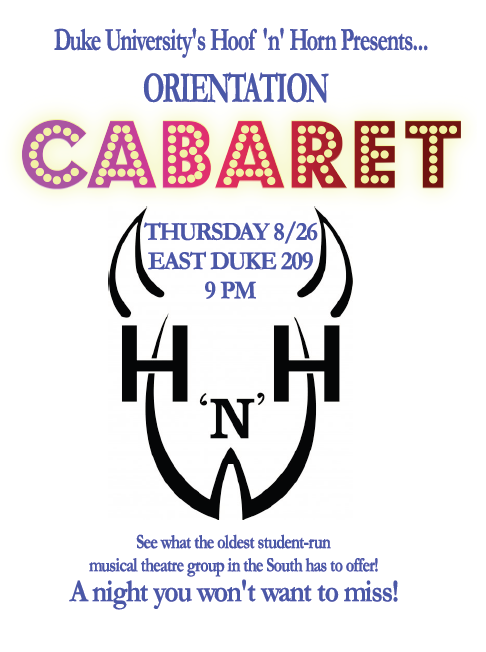 Duke University's Hoof 'n' Horn Presents...
ORIENTATION
CABARET
THURSDAY 8/26
EAST DUKE 209
9 PM
H 'N' H
See what the oldest student-run
musical theatre group in the South has to offer!
A night you won't want to miss!